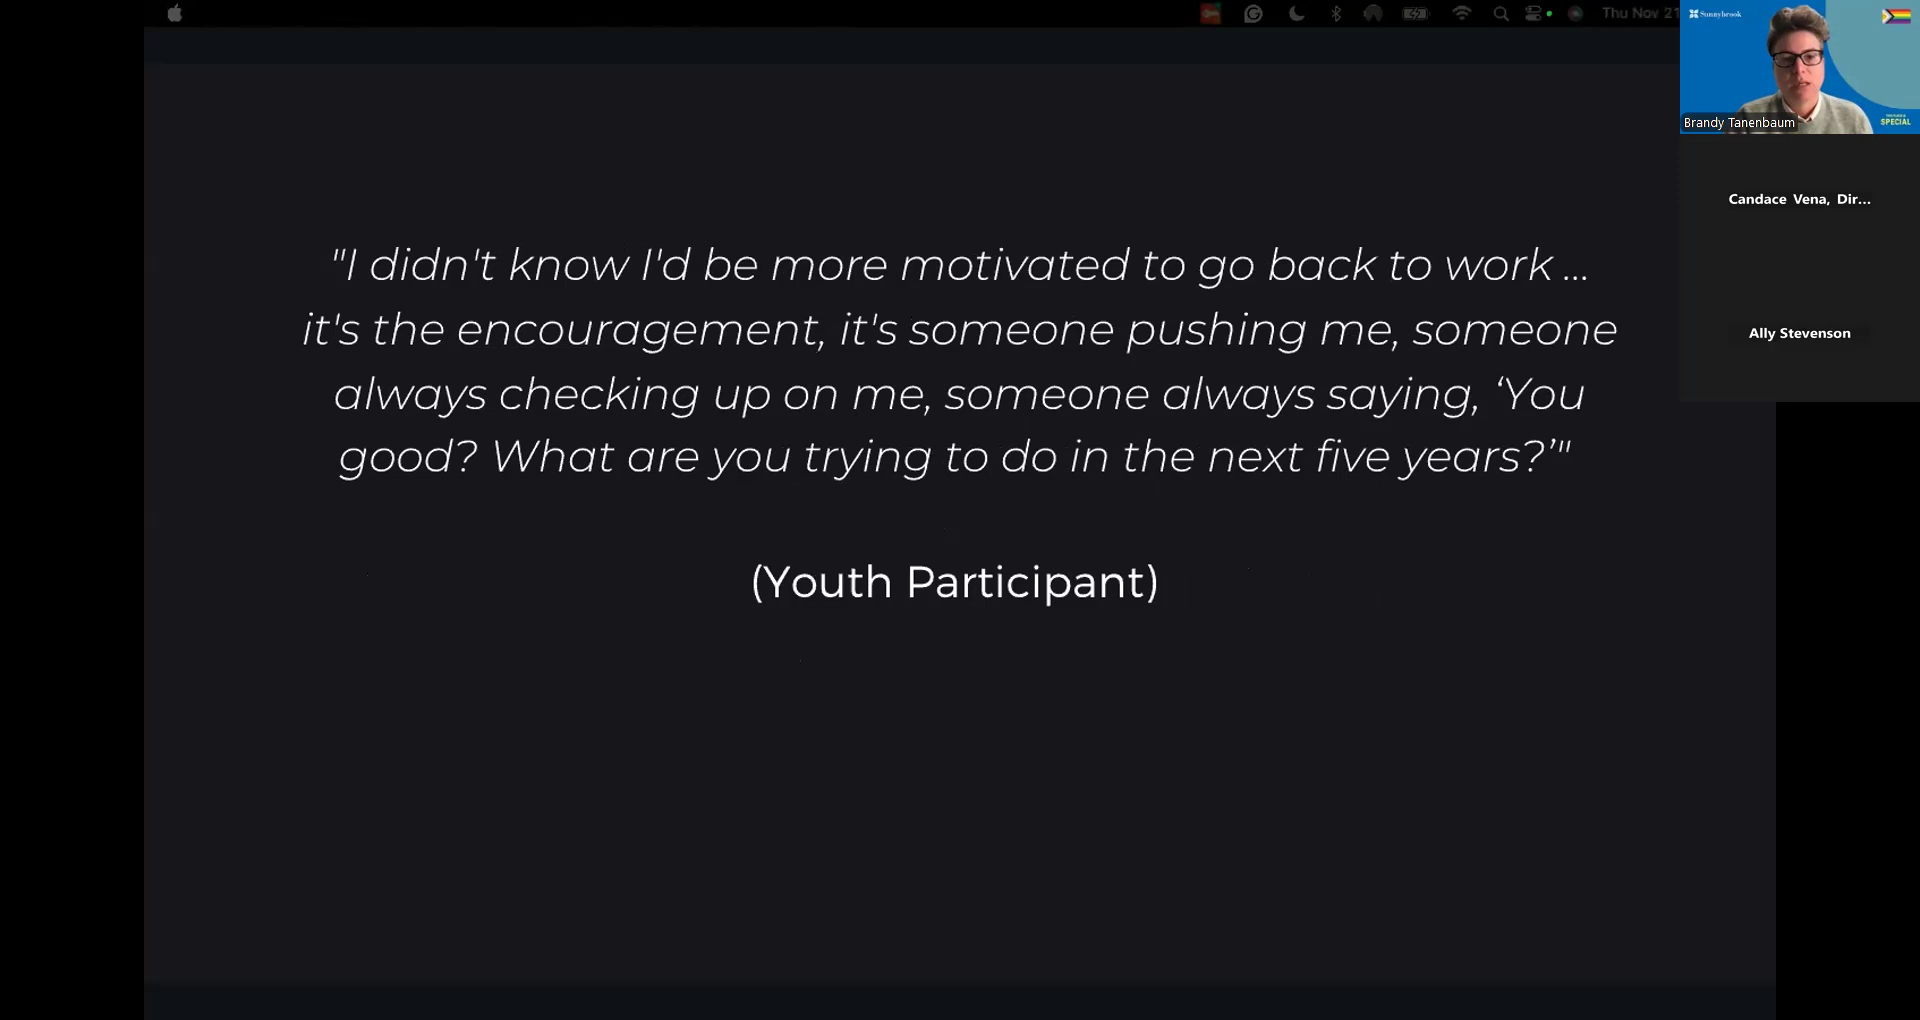 Thu Nov 21
Sunnybrook
SPECIAL
Brandy Tanenbaum
Candace Vena, Dir...
Ally Stevenson
"I didn't know I'd be more motivated to go back to work ...
it's the encouragement, it's someone pushing me, someone
always checking up on me, someone always saying, ‘You
good? What are you trying to do in the next five years?’"
(Youth Participant)